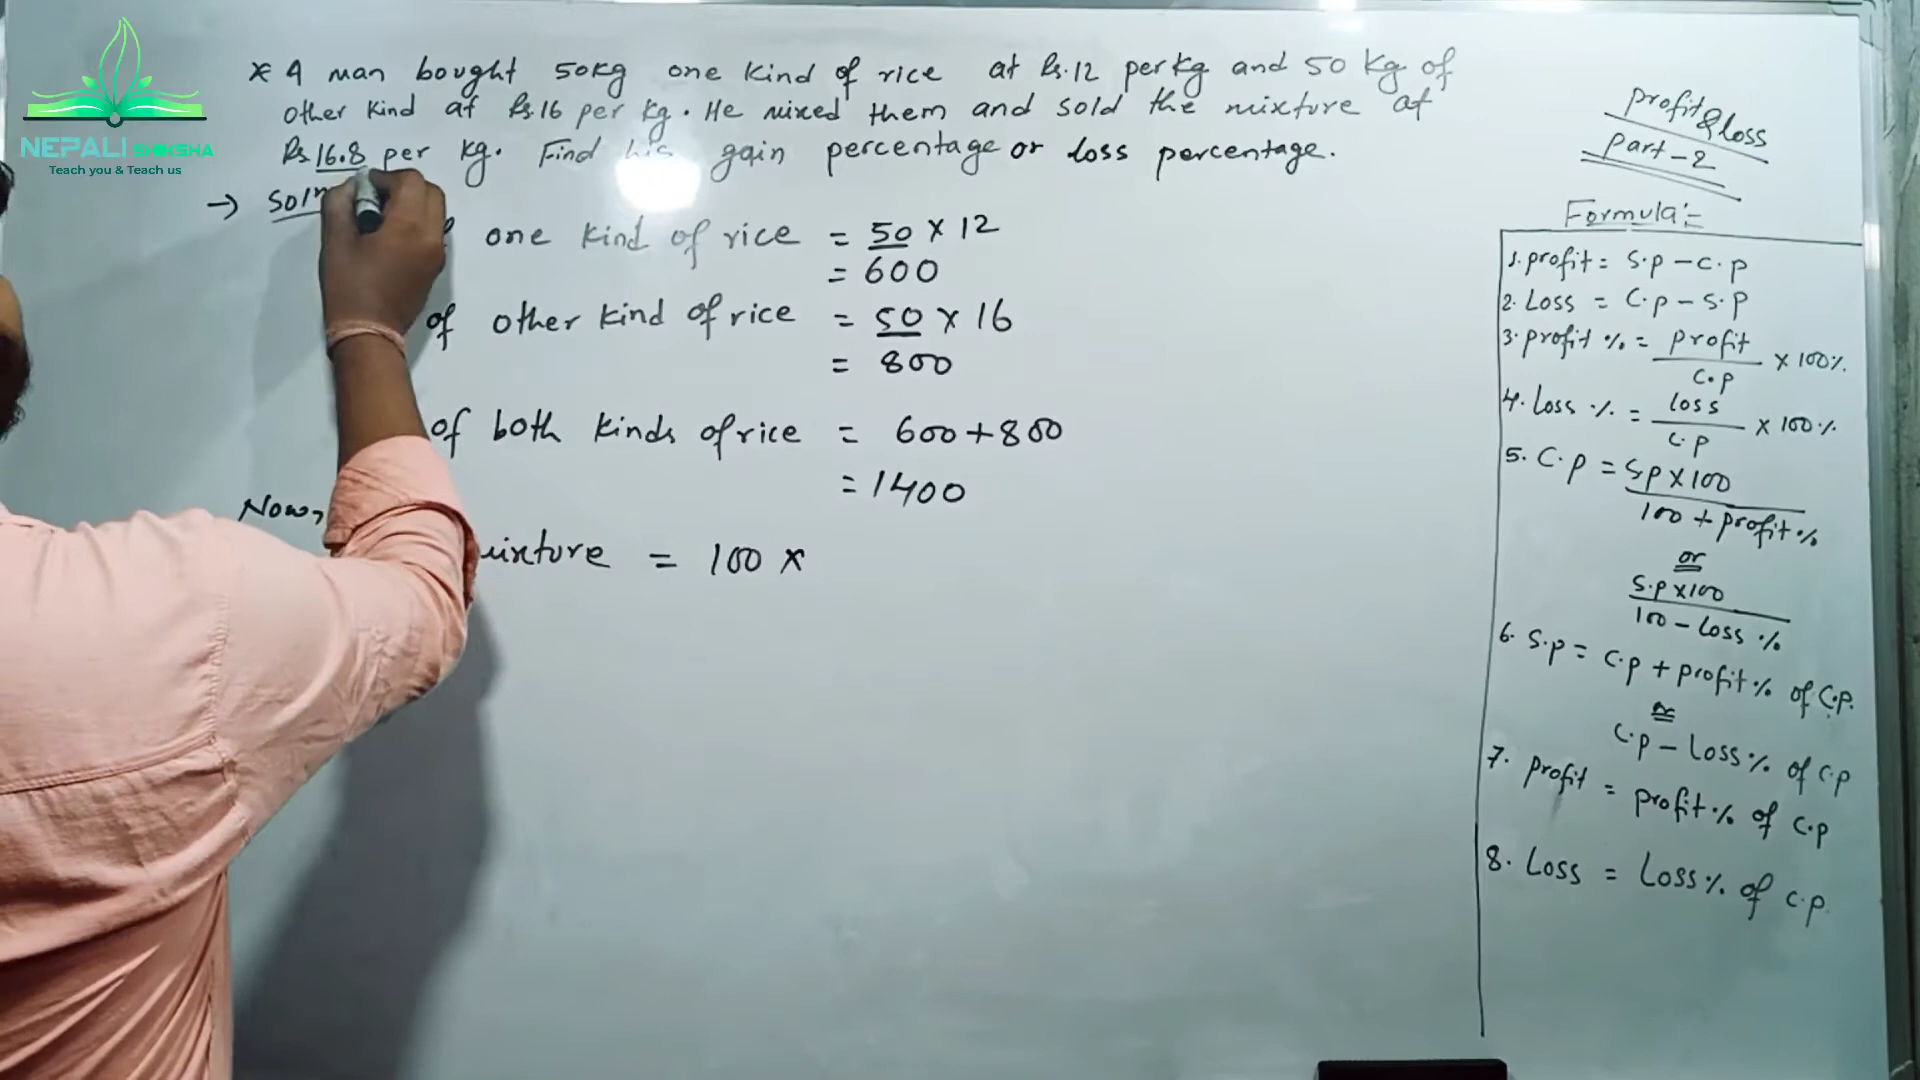 NEPALI SHIKSHA
Teach you & Teach us
* A man bought 50kg one kind of rice at Rs.12 per kg and 50 kg of
other kind at Rs.16 per kg. He mixed them and sold the mixture at
Rs 16.8 per kg. Find his gain percentage or loss percentage.
→ Soln
one kind of rice = 50 × 12
= 600
of other kind of rice = 50 × 16
= 800
of both kinds of rice = 600+800
= 1400
Now,
mixture = 100 ×
profit & loss
part-2
Formula:-
1. profit = S.p - C.p
2. Loss = C.p - S.p
3. profit % = profit/C.p × 100%
4. Loss % = loss/C.p × 100%
5. C.p = S.p × 100 / 100 + profit %
or
S.p × 100 / 100 - Loss %
6. S.p = C.p + profit % of C.P.
or
C.p - Loss % of C.p
7. profit = profit % of C.p
8. Loss = Loss % of C.p.